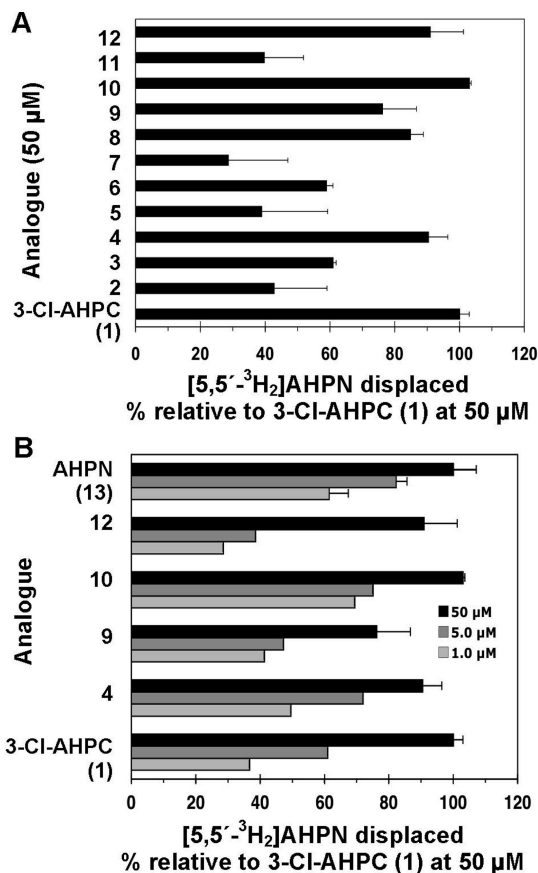 A
Analogue (50 µM)
12
11
10
9
8
7
6
5
4
3
2
3-Cl-AHPC
(1)
0 20 40 60 80 100 120
[5,5´-³H₂]AHPN displaced
% relative to 3-Cl-AHPC (1) at 50 µM
B
Analogue
AHPN
(13)
12
10
9
4
3-Cl-AHPC
(1)
50 µM
5.0 µM
1.0 µM
0 20 40 60 80 100 120
[5,5´-³H₂]AHPN displaced
% relative to 3-Cl-AHPC (1) at 50 µM